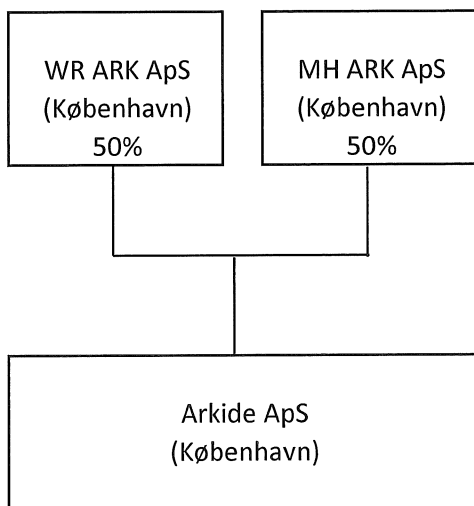 WR ARK ApS
(København)
50%
MH ARK ApS
(København)
50%
Arkide ApS
(København)